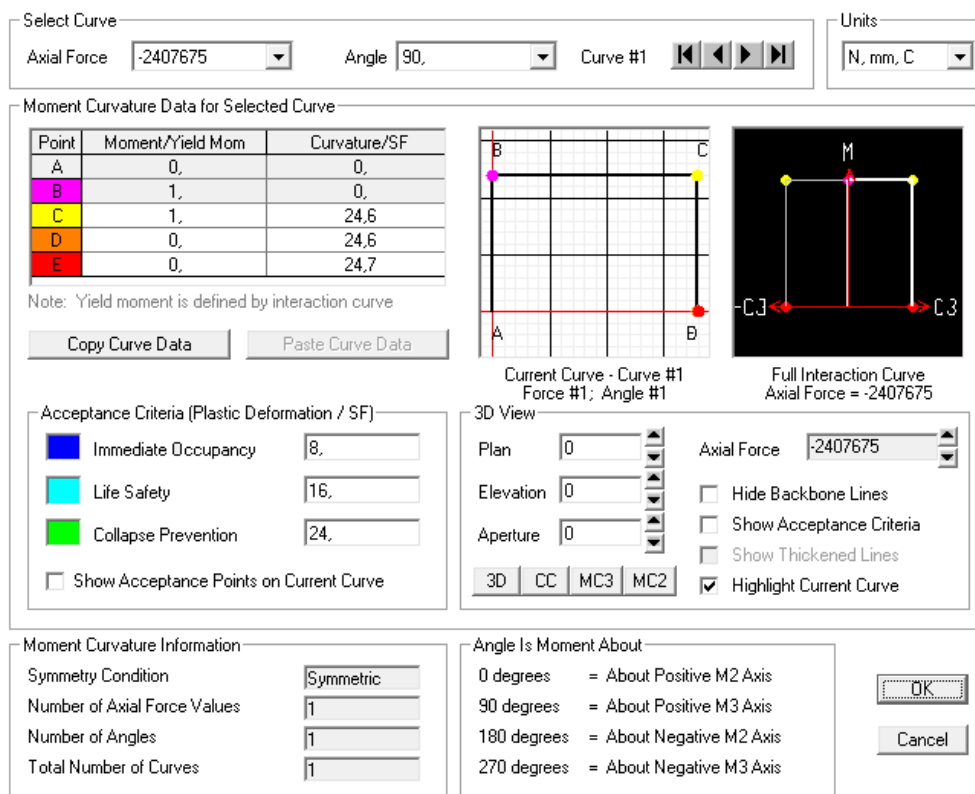 Select Curve
Axial Force -2407675 Angle 90, Curve #1
Units
N, mm, C
Moment Curvature Data for Selected Curve
Point Moment/Yield Mom Curvature/SF
A 0, 0,
B 1, 0,
C 1, 24,6
D 0, 24,6
E 0, 24,7
Note: Yield moment is defined by interaction curve
Copy Curve Data Paste Curve Data
B C
A
Current Curve - Curve #1
Force #1; Angle #1
M
-C3 C3
Full Interaction Curve
Axial Force = -2407675
Acceptance Criteria (Plastic Deformation / SF)
Immediate Occupancy 8,
Life Safety 16,
Collapse Prevention 24,
Show Acceptance Points on Current Curve
3D View
Plan 0
Elevation 0
Aperture 0
3D CC MC3 MC2
Axial Force -2407675
Hide Backbone Lines
Show Acceptance Criteria
Show Thickened Lines
Highlight Current Curve
Moment Curvature Information
Symmetry Condition Symmetric
Number of Axial Force Values 1
Number of Angles 1
Total Number of Curves 1
Angle Is Moment About
0 degrees = About Positive M2 Axis
90 degrees = About Positive M3 Axis
180 degrees = About Negative M2 Axis
270 degrees = About Negative M3 Axis
OK
Cancel